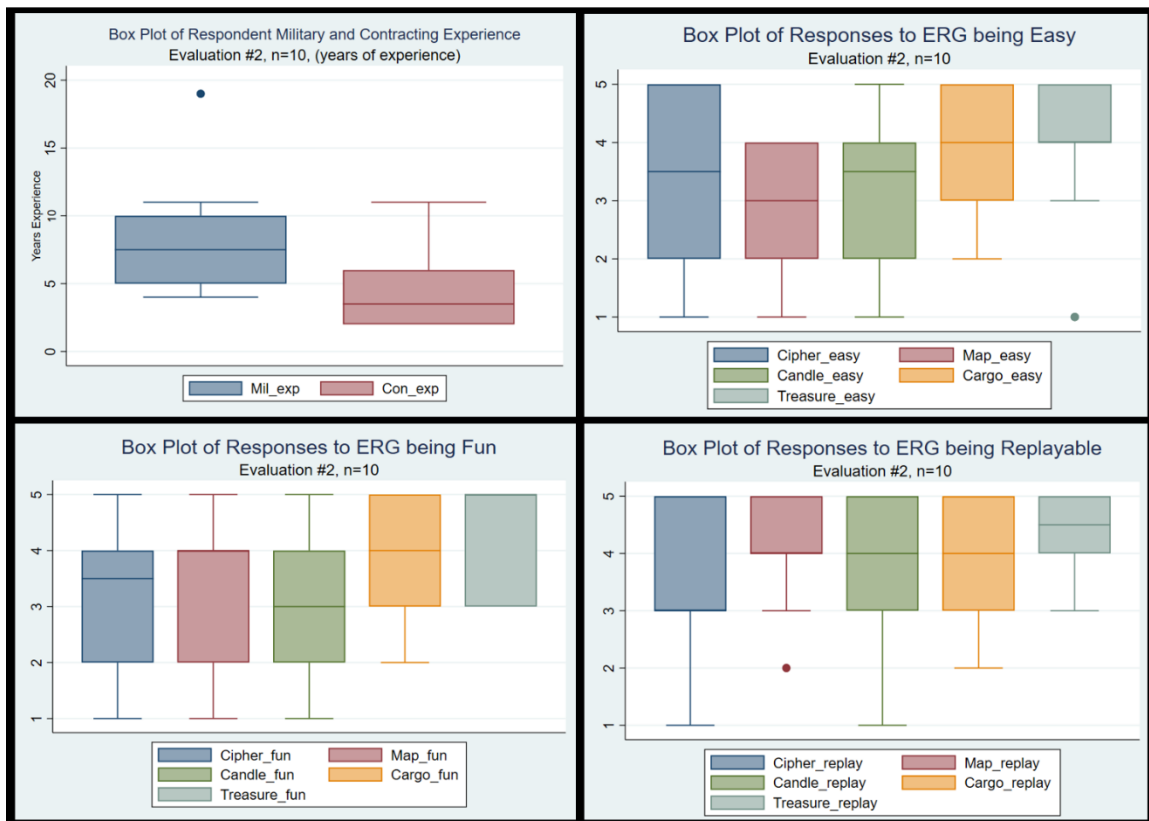 Box Plot of Respondent Military and Contracting Experience
Evaluation #2, n=10, (years of experience)
Years Experience
20
15
10
5
0
Mil_exp
Con_exp
Box Plot of Responses to ERG being Easy
Evaluation #2, n=10
5
4
3
2
1
Cipher_easy
Map_easy
Candle_easy
Cargo_easy
Treasure_easy
Box Plot of Responses to ERG being Fun
Evaluation #2, n=10
5
4
3
2
1
Cipher_fun
Map_fun
Candle_fun
Cargo_fun
Treasure_fun
Box Plot of Responses to ERG being Replayable
Evaluation #2, n=10
5
4
3
2
1
Cipher_replay
Map_replay
Candle_replay
Cargo_replay
Treasure_replay